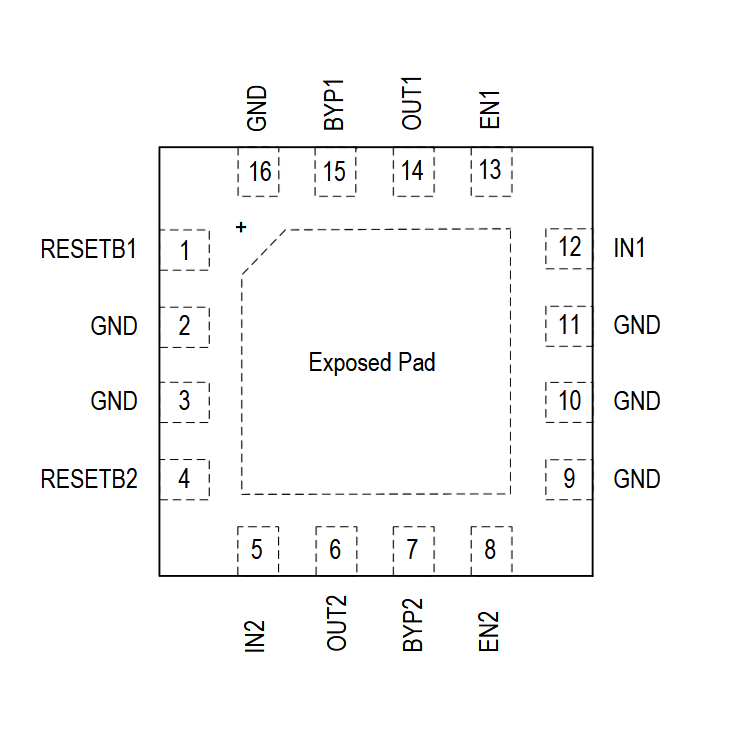 GND BYP1 OUT1 EN1
16 15 14 13
+
RESETB1 1 12 IN1
GND 2 11 GND
Exposed Pad
GND 3 10 GND
RESETB2 4 9 GND
5 6 7 8
IN2 OUT2 BYP2 EN2